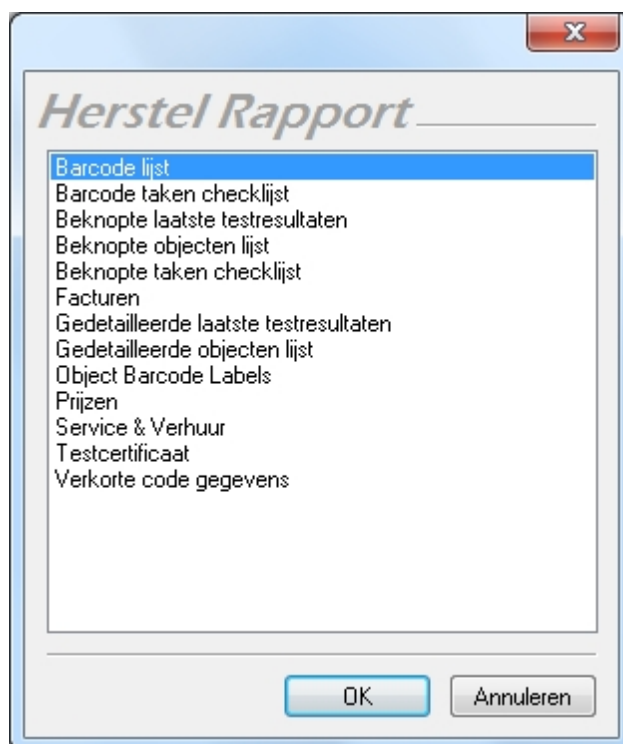 Herstel Rapport
Barcode lijst
Barcode taken checklijst
Beknopte laatste testresultaten
Beknopte objecten lijst
Beknopte taken checklijst
Facturen
Gedetailleerde laatste testresultaten
Gedetailleerde objecten lijst
Object Barcode Labels
Prijzen
Service & Verhuur
Testcertificaat
Verkorte code gegevens
OK Annuleren